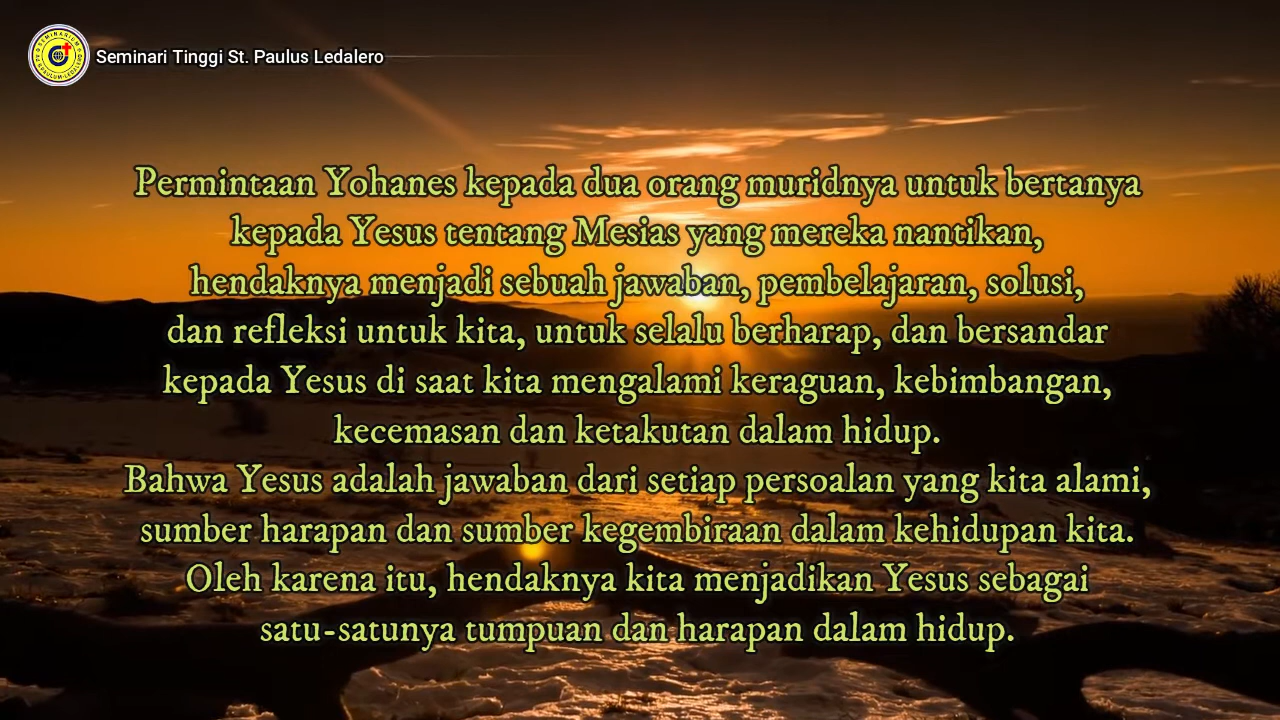 Seminari Tinggi St. Paulus Ledalero
Permintaan Yohanes kepada dua orang muridnya untuk bertanya
kepada Yesus tentang Mesias yang mereka nantikan,
hendaknya menjadi sebuah jawaban, pembelajaran, solusi,
dan refleksi untuk kita, untuk selalu berharap, dan bersandar
kepada Yesus di saat kita mengalami keraguan, kebimbangan,
kecemasan dan ketakutan dalam hidup.
Bahwa Yesus adalah jawaban dari setiap persoalan yang kita alami,
sumber harapan dan sumber kegembiraan dalam kehidupan kita.
Oleh karena itu, hendaknya kita menjadikan Yesus sebagai
satu-satunya tumpuan dan harapan dalam hidup.